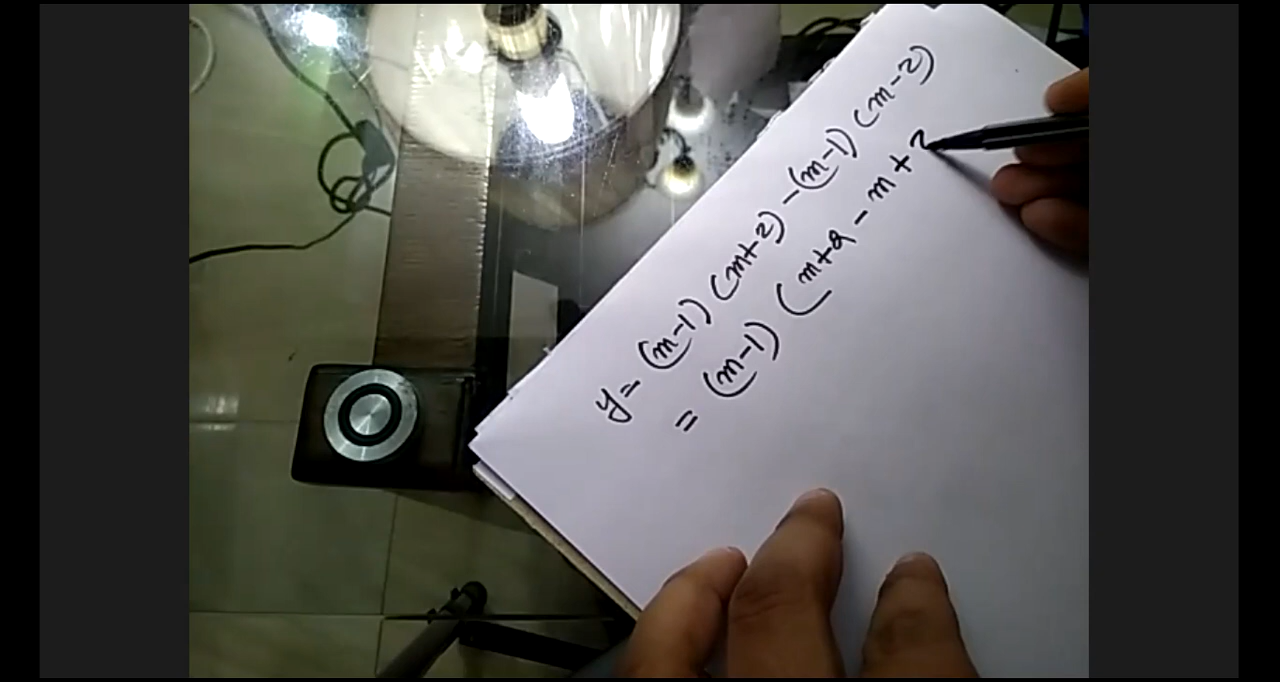 y = (m-1) (m+2) - (m-1) (m-2)
= (m-1) (m+2 - m + 2